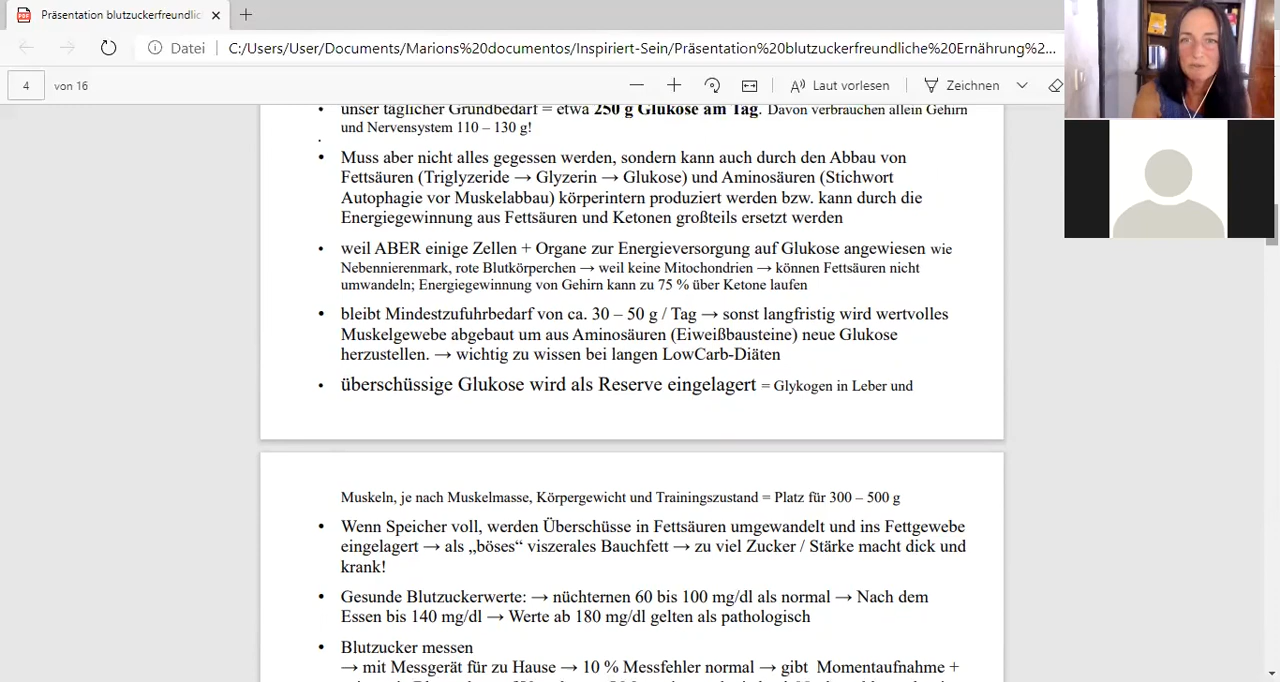 Präsentation blutzuckerfreundlic
Datei
C:/Users/User/Documents/Marions%20documentos/Inspiriert-Sein/Präsentation%20blutzuckerfreundliche%20Ernährung%2...
4 von 16
Laut vorlesen
Zeichnen
• unser täglicher Grundbedarf = etwa 250 g Glukose am Tag. Davon verbrauchen allein Gehirn
und Nervensystem 110 – 130 g!
.
• Muss aber nicht alles gegessen werden, sondern kann auch durch den Abbau von
Fettsäuren (Triglyzeride → Glyzerin → Glukose) und Aminosäuren (Stichwort
Autophagie vor Muskelabbau) körperintern produziert werden bzw. kann durch die
Energiegewinnung aus Fettsäuren und Ketonen großteils ersetzt werden
• weil ABER einige Zellen + Organe zur Energieversorgung auf Glukose angewiesen wie
Nebennierenmark, rote Blutkörperchen → weil keine Mitochondrien → können Fettsäuren nicht
umwandeln; Energiegewinnung von Gehirn kann zu 75 % über Ketone laufen
• bleibt Mindestzufuhrbedarf von ca. 30 – 50 g / Tag → sonst langfristig wird wertvolles
Muskelgewebe abgebaut um aus Aminosäuren (Eiweißbausteine) neue Glukose
herzustellen. → wichtig zu wissen bei langen LowCarb-Diäten
• überschüssige Glukose wird als Reserve eingelagert = Glykogen in Leber und
Muskeln, je nach Muskelmasse, Körpergewicht und Trainingszustand = Platz für 300 – 500 g
• Wenn Speicher voll, werden Überschüsse in Fettsäuren umgewandelt und ins Fettgewebe
eingelagert → als „böses“ viszerales Bauchfett → zu viel Zucker / Stärke macht dick und
krank!
• Gesunde Blutzuckerwerte: → nüchternen 60 bis 100 mg/dl als normal → Nach dem
Essen bis 140 mg/dl → Werte ab 180 mg/dl gelten als pathologisch
• Blutzucker messen
→ mit Messgerät für zu Hause → 10 % Messfehler normal → gibt Momentaufnahme +